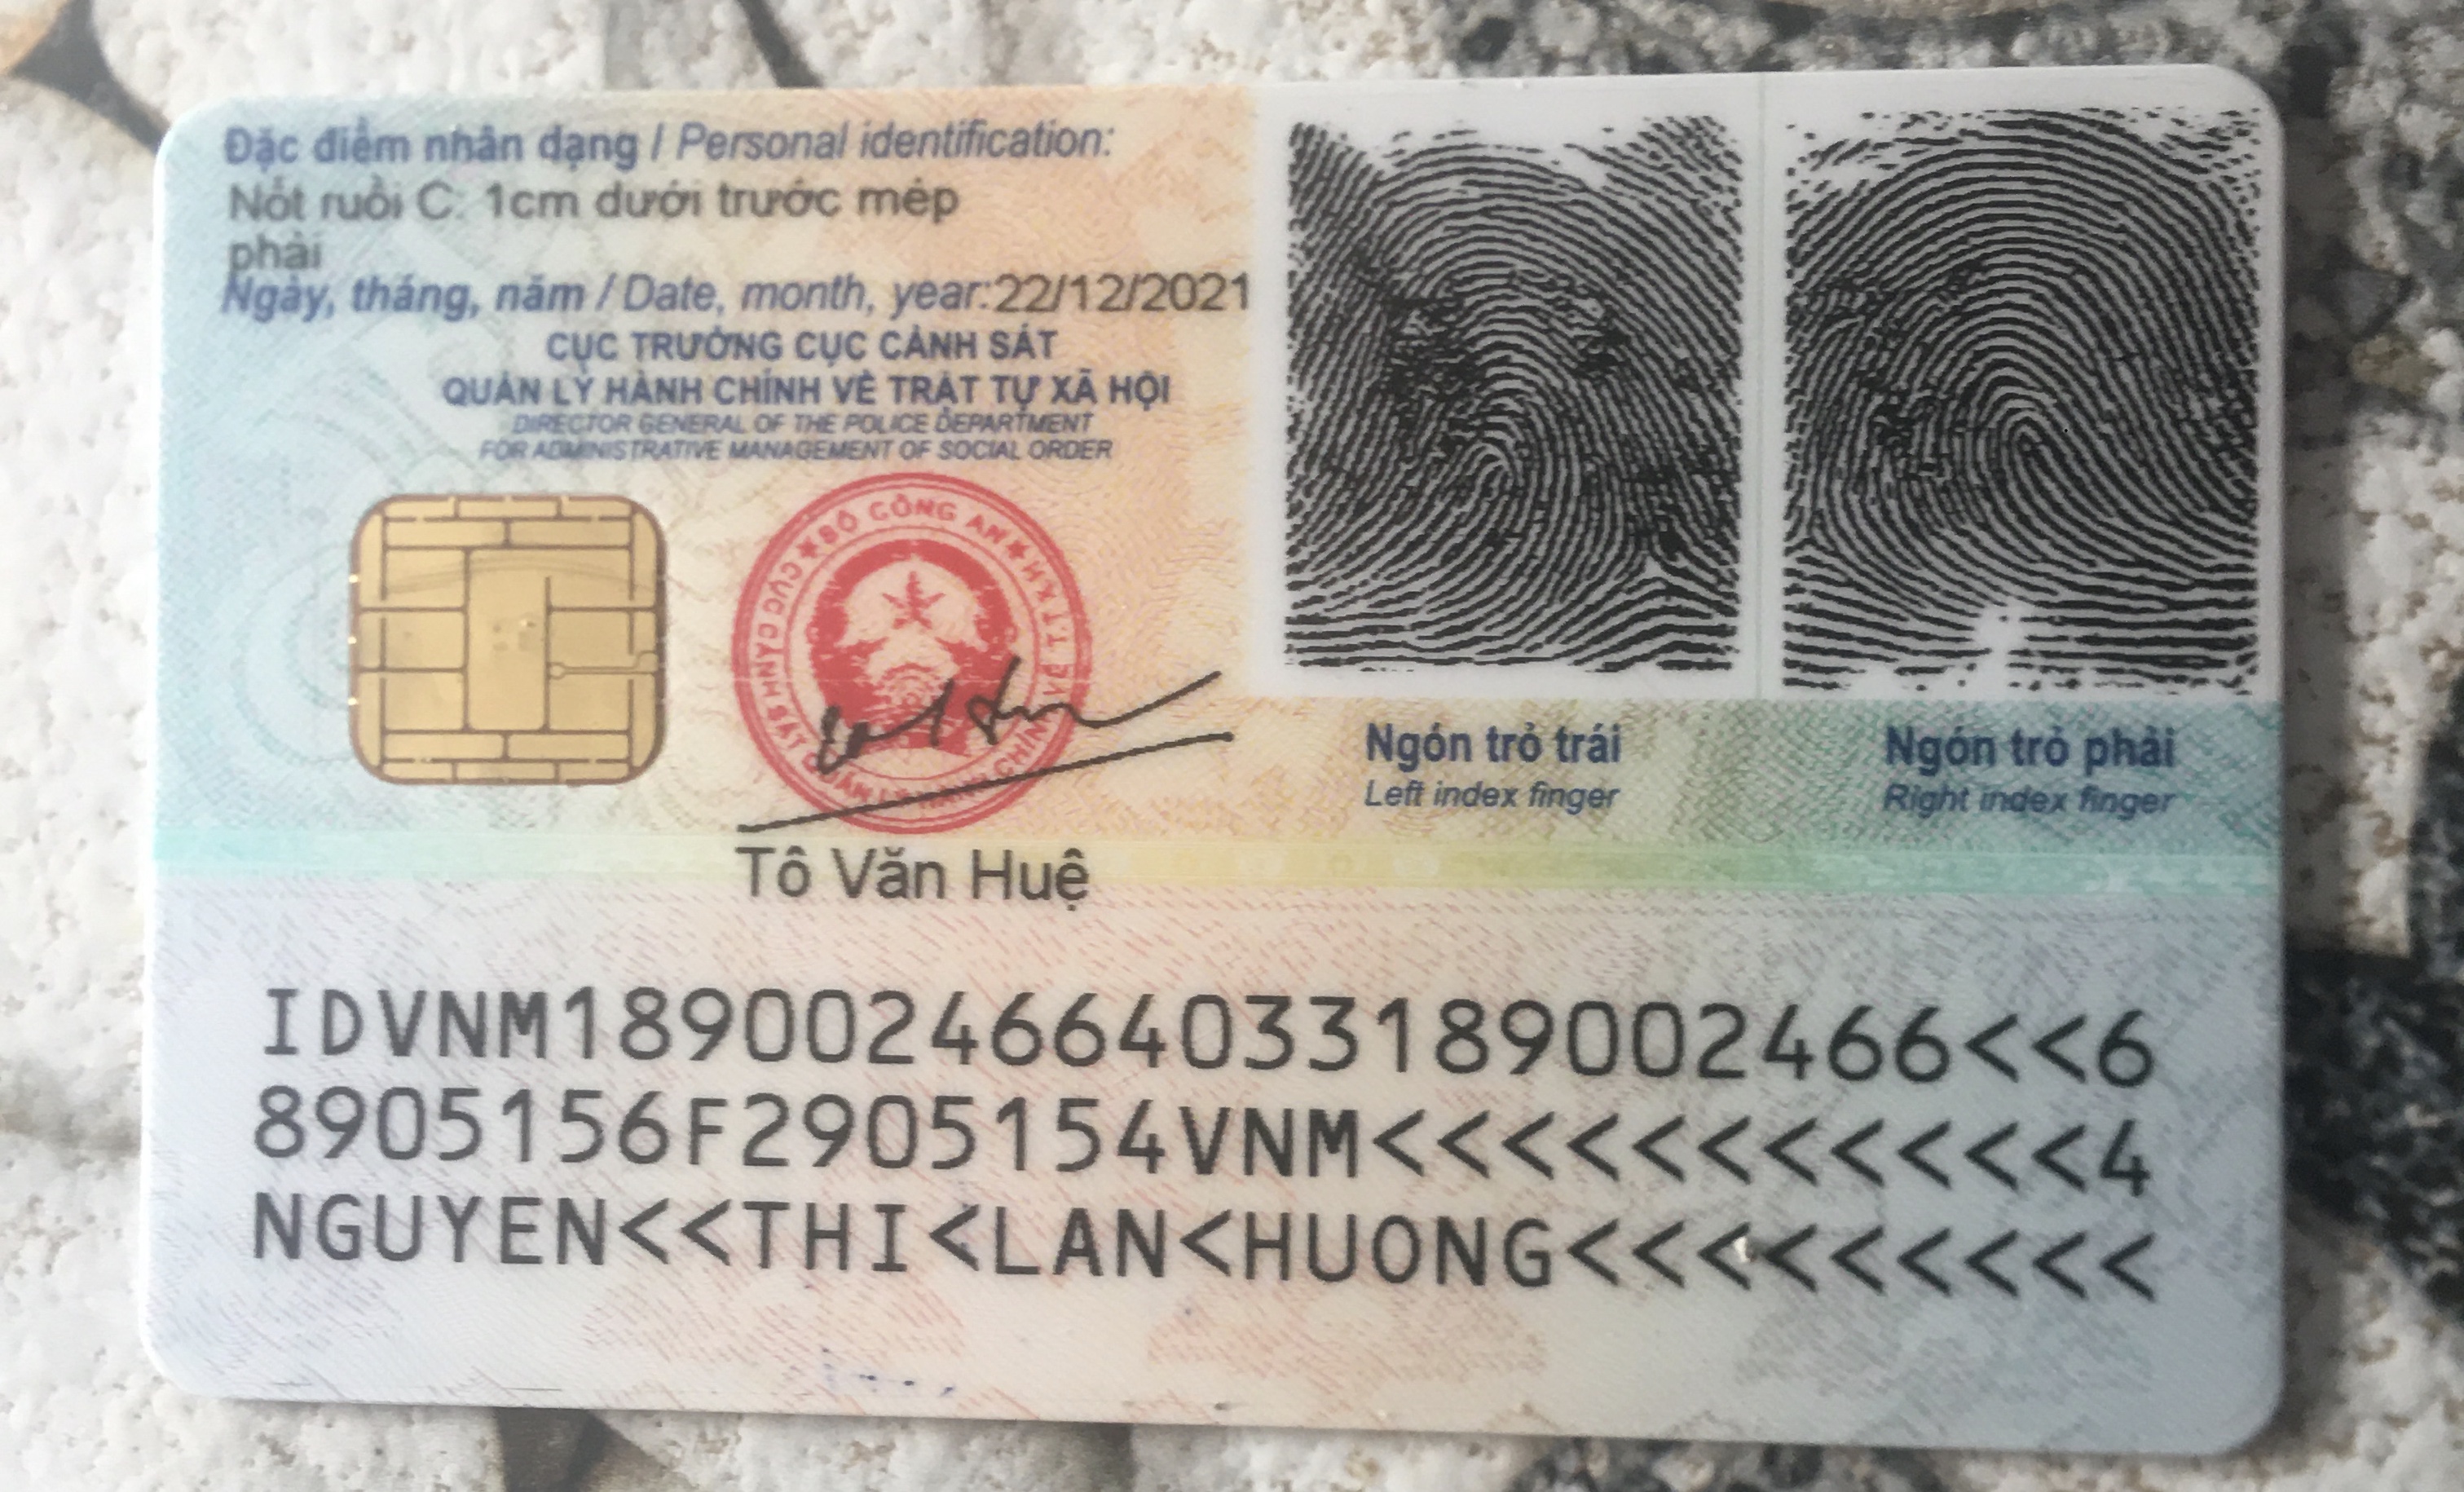 Đặc điểm nhân dạng / Personal identification:
Nốt ruồi C: 1cm dưới trước mép
phải
Ngày, tháng, năm / Date, month, year:22/12/2021
CỤC TRƯỞNG CỤC CẢNH SÁT
QUẢN LÝ HÀNH CHÍNH VỀ TRẬT TỰ XÃ HỘI
DIRECTOR GENERAL OF THE POLICE DEPARTMENT
FOR ADMINISTRATIVE MANAGEMENT OF SOCIAL ORDER
★ BỘ CÔNG AN ★
CỤC CẢNH SÁT QUẢN LÝ HÀNH CHÍNH VỀ TTXH
Tô Văn Huệ
Ngón trỏ trái
Left index finger
Ngón trỏ phải
Right index finger
IDVNM1890024664033189002466<<6
8905156F2905154VNM<<<<<<<<<<<4
NGUYEN<<THI<LAN<HUONG<<<<<<<<<